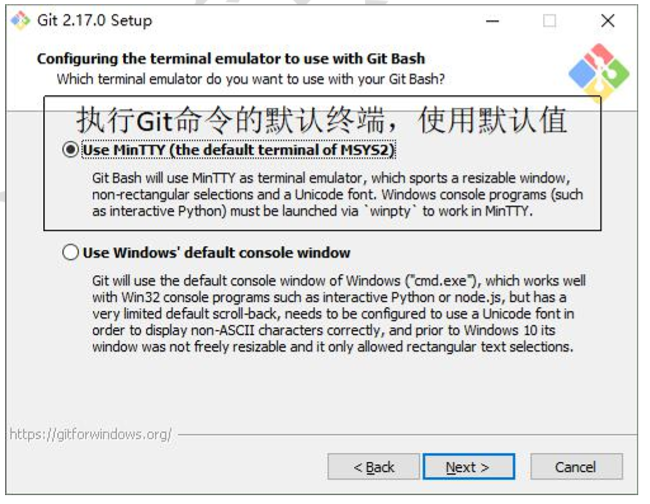 Git 2.17.0 Setup
Configuring the terminal emulator to use with Git Bash
Which terminal emulator do you want to use with your Git Bash?
执行Git命令的默认终端，使用默认值
Use MinTTY (the default terminal of MSYS2)
Git Bash will use MinTTY as terminal emulator, which sports a resizable window,
non-rectangular selections and a Unicode font. Windows console programs (such
as interactive Python) must be launched via `winpty` to work in MinTTY.
Use Windows' default console window
Git will use the default console window of Windows ("cmd.exe"), which works well
with Win32 console programs such as interactive Python or node.js, but has a
very limited default scroll-back, needs to be configured to use a Unicode font in
order to display non-ASCII characters correctly, and prior to Windows 10 its
window was not freely resizable and it only allowed rectangular text selections.
https://gitforwindows.org/
< Back Next > Cancel